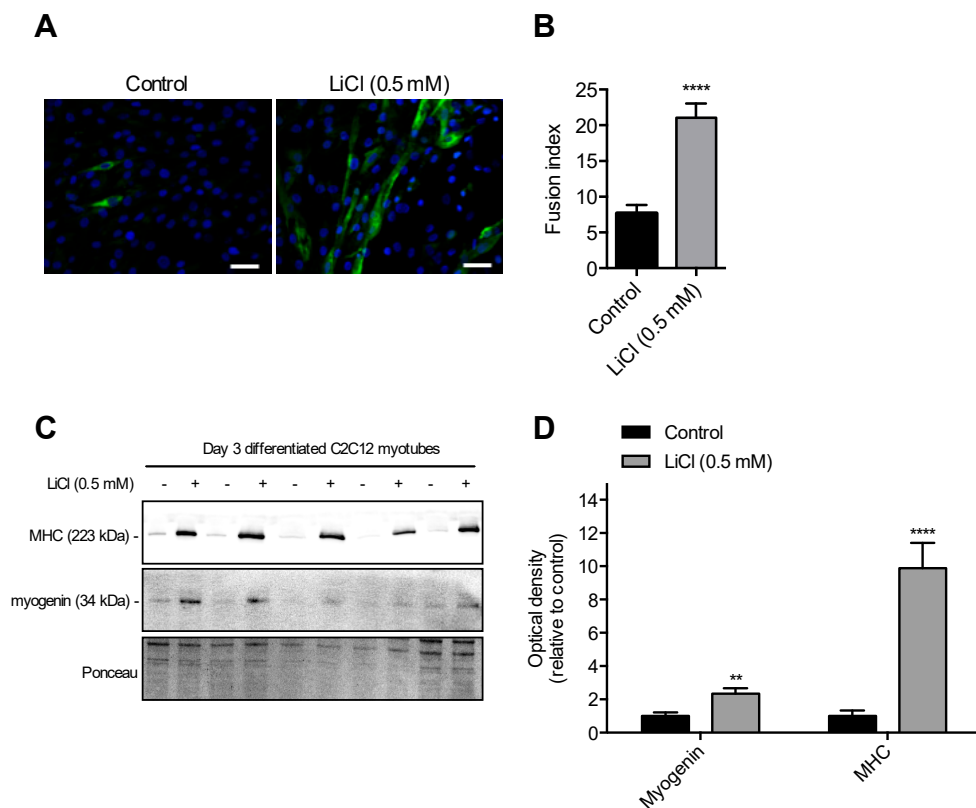 A
Control
LiCl (0.5 mM)
B
****
25
20
15
10
5
0
Fusion index
Control
LiCl (0.5 mM)
C
Day 3 differentiated C2C12 myotubes
LiCl (0.5 mM) - + - + - + - + - +
MHC (223 kDa) -
myogenin (34 kDa) -
Ponceau
D
Control
LiCl (0.5 mM)
14
12
10
8
6
4
2
0
Optical density
(relative to control)
**
****
Myogenin
MHC